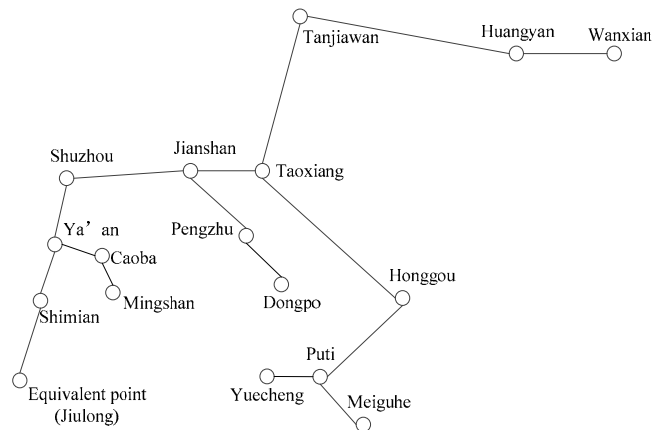 Tanjiawan
Huangyan
Wanxian
Shuzhou
Jianshan
Taoxiang
Ya’ an
Caoba
Pengzhu
Mingshan
Dongpo
Honggou
Shimian
Puti
Yuecheng
Meiguhe
Equivalent point
(Jiulong)